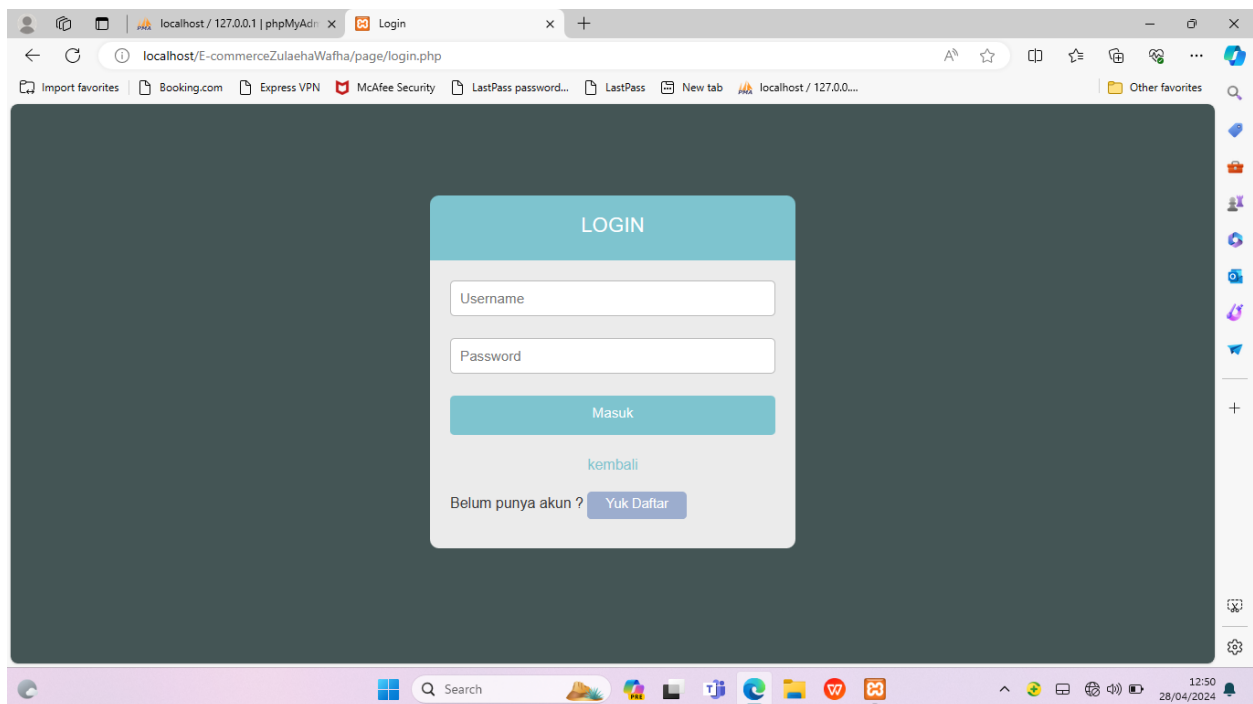 localhost / 127.0.0.1 | phpMyAdn
Login
localhost/E-commerceZulaehaWafha/page/login.php
Import favorites
Booking.com
Express VPN
McAfee Security
LastPass password...
LastPass
New tab
localhost / 127.0.0....
Other favorites
LOGIN
Username
Password
Masuk
kembali
Belum punya akun ? Yuk Daftar
Search
12:50
28/04/2024